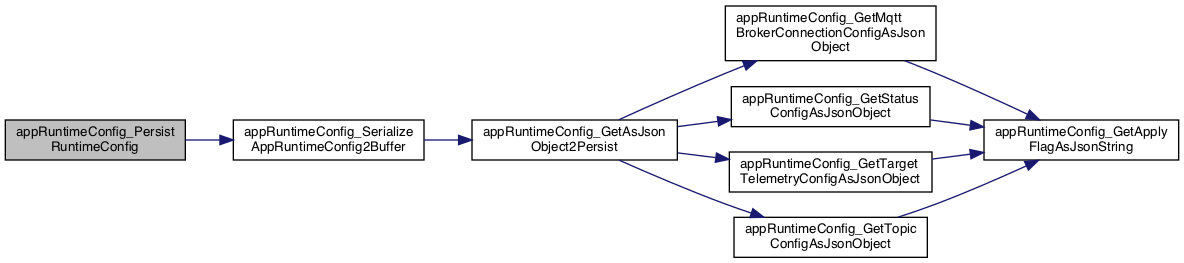 appRuntimeConfig_Persist
RuntimeConfig
appRuntimeConfig_Serialize
AppRuntimeConfig2Buffer
appRuntimeConfig_GetAsJson
Object2Persist
appRuntimeConfig_GetMqtt
BrokerConnectionConfigAsJson
Object
appRuntimeConfig_GetStatus
ConfigAsJsonObject
appRuntimeConfig_GetTarget
TelemetryConfigAsJsonObject
appRuntimeConfig_GetTopic
ConfigAsJsonObject
appRuntimeConfig_GetApply
FlagAsJsonString